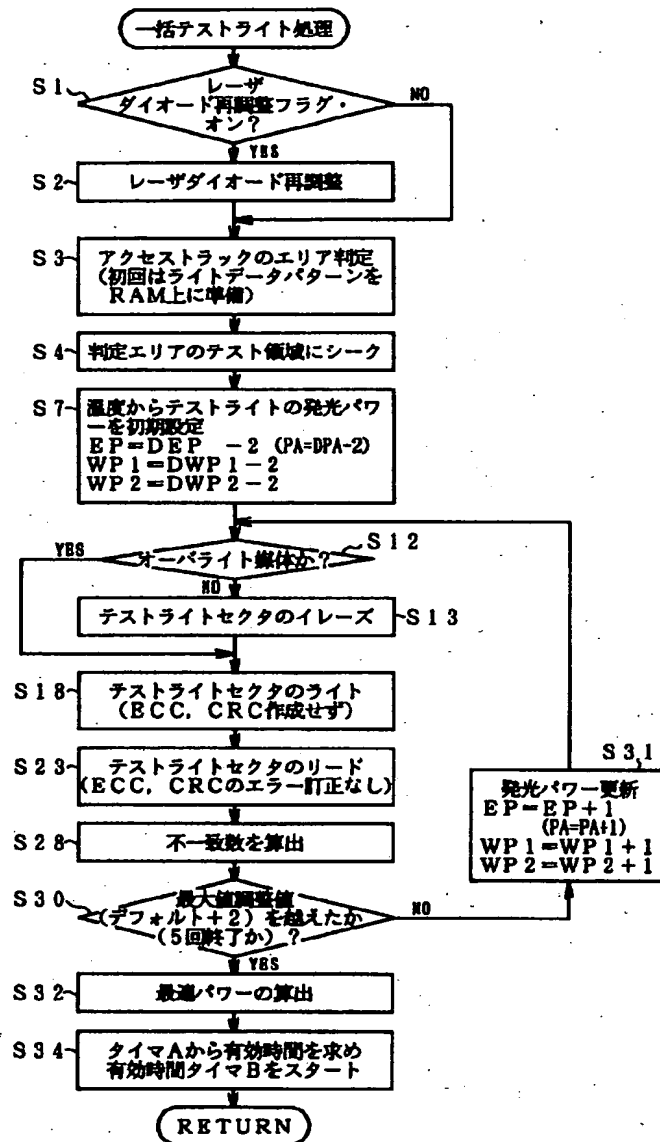 一括テストライト処理
S1
レーザ
ダイオード再調整フラグ・
オン?
NO
YES
S2
レーザダイオード再調整
S3
アクセストラックのエリア判定
(初回はライトデータパターンを
RAM上に準備)
S4
判定エリアのテスト領域にシーク
S7
温度からテストライトの発光パワ
ーを初期設定
EP=DEP -2 (PA=DPA-2)
WP1=DWP1-2
WP2=DWP2-2
YES
オーバライト媒体か?
S12
NO
テストライトセクタのイレーズ
S13
S18
テストライトセクタのライト
(ECC,CRC作成せず)
S23
テストライトセクタのリード
(ECC,CRCのエラー訂正なし)
S31
発光パワー更新
EP=EP+1
(PA=PA+1)
WP1=WP1+1
WP2=WP2+1
S28
不一致数を算出
S30
最大値調整値
(デフォルト+2)を越えたか
(5回終了か)?
NO
YES
S32
最適パワーの算出
S34
タイマAから有効時間を求め
有効時間タイマBをスタート
RETURN